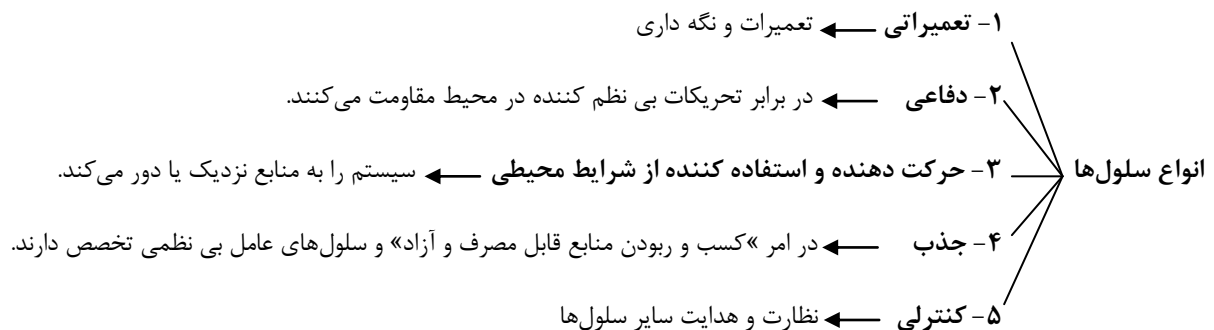 ۱- تعمیراتی ← تعمیرات و نگه داری
۲- دفاعی ← در برابر تحریکات بی نظم کننده در محیط مقاومت می‌کنند.
انواع سلول‌ها ۳- حرکت دهنده و استفاده کننده از شرایط محیطی ← سیستم را به منابع نزدیک یا دور می‌کند.
۴- جذب ← در امر »کسب و ربودن منابع قابل مصرف و آزاد« و سلول‌های عامل بی نظمی تخصص دارند.
۵- کنترلی ← نظارت و هدایت سایر سلول‌ها